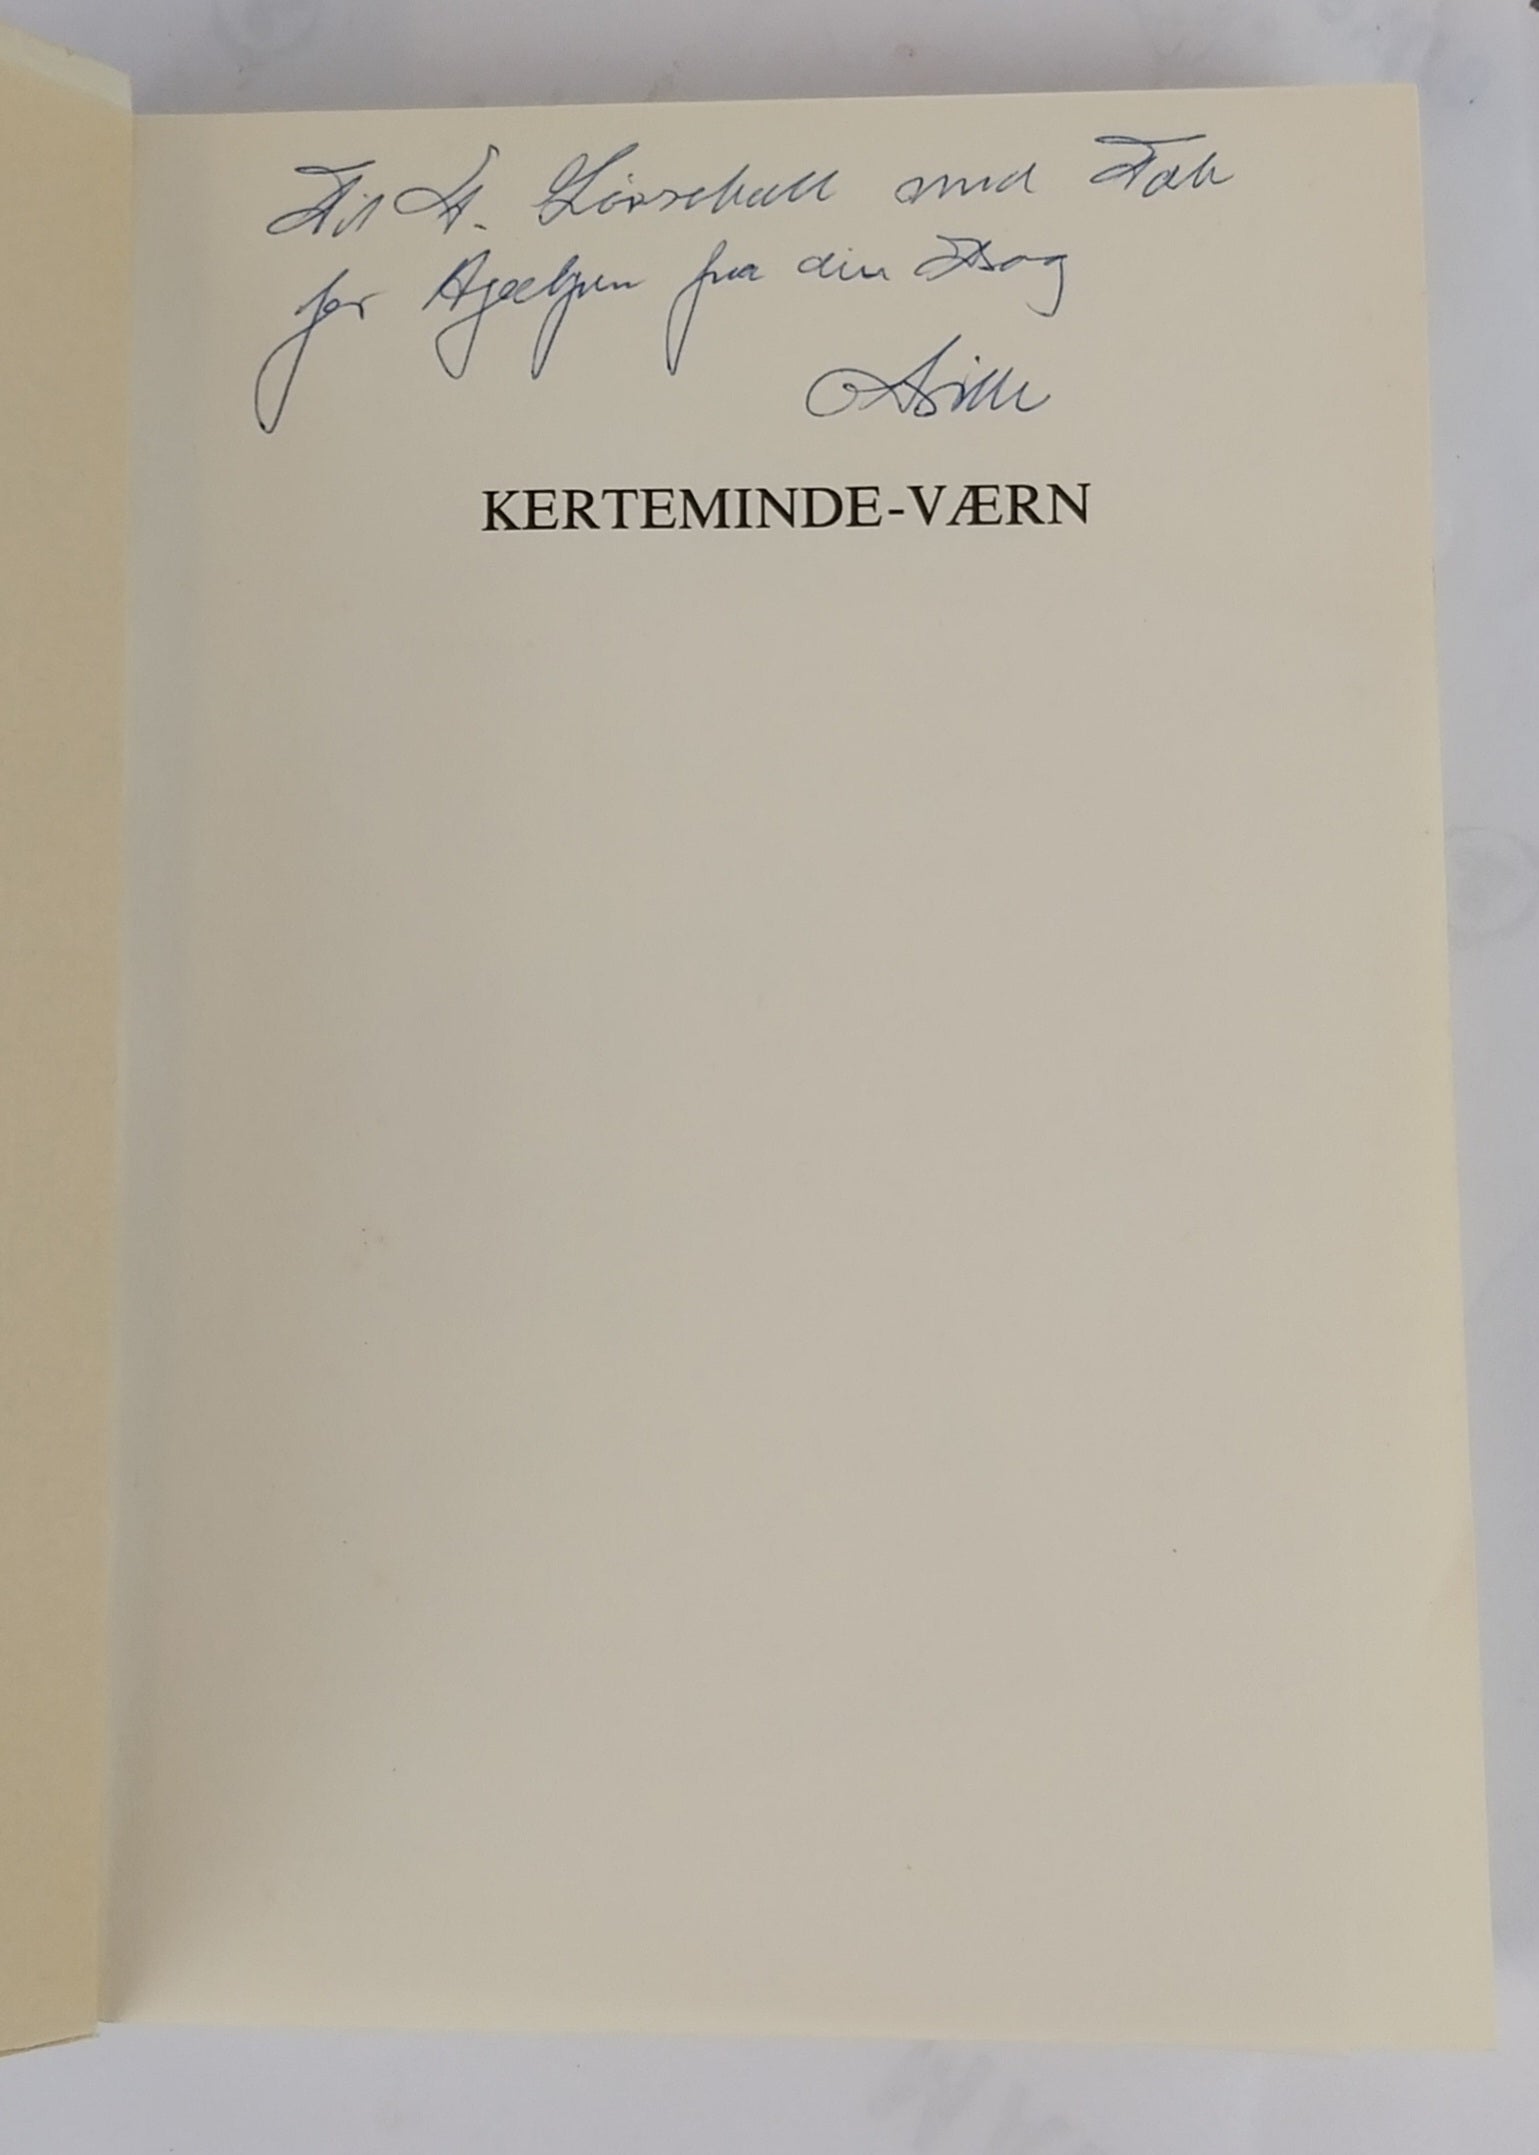 Til A. Lörschall med Tak
for Hjælpen fra din Bog
KERTEMINDE-VÆRN